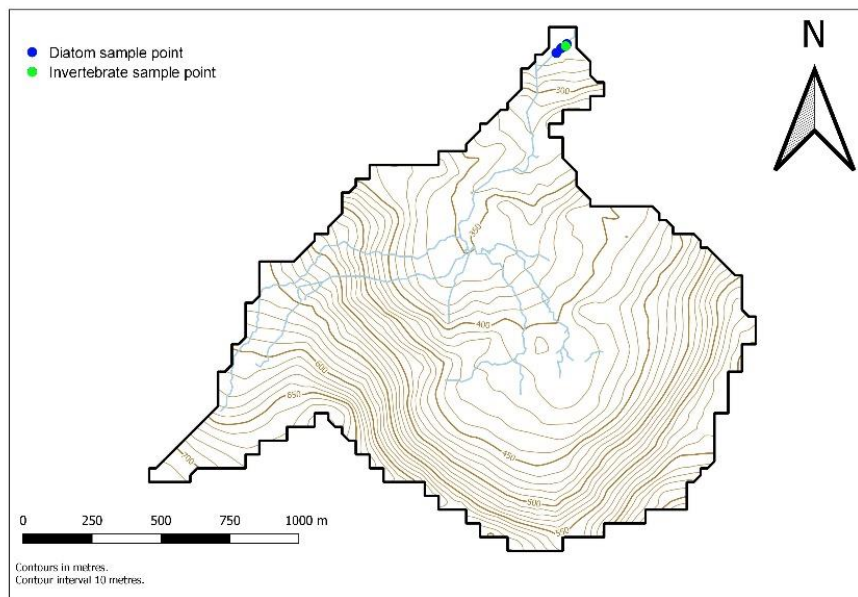 Diatom sample point
Invertebrate sample point
N
300
350
400
600
650
700
450
500
550
0 250 500 750 1000 m
Contours in metres.
Contour interval 10 metres.